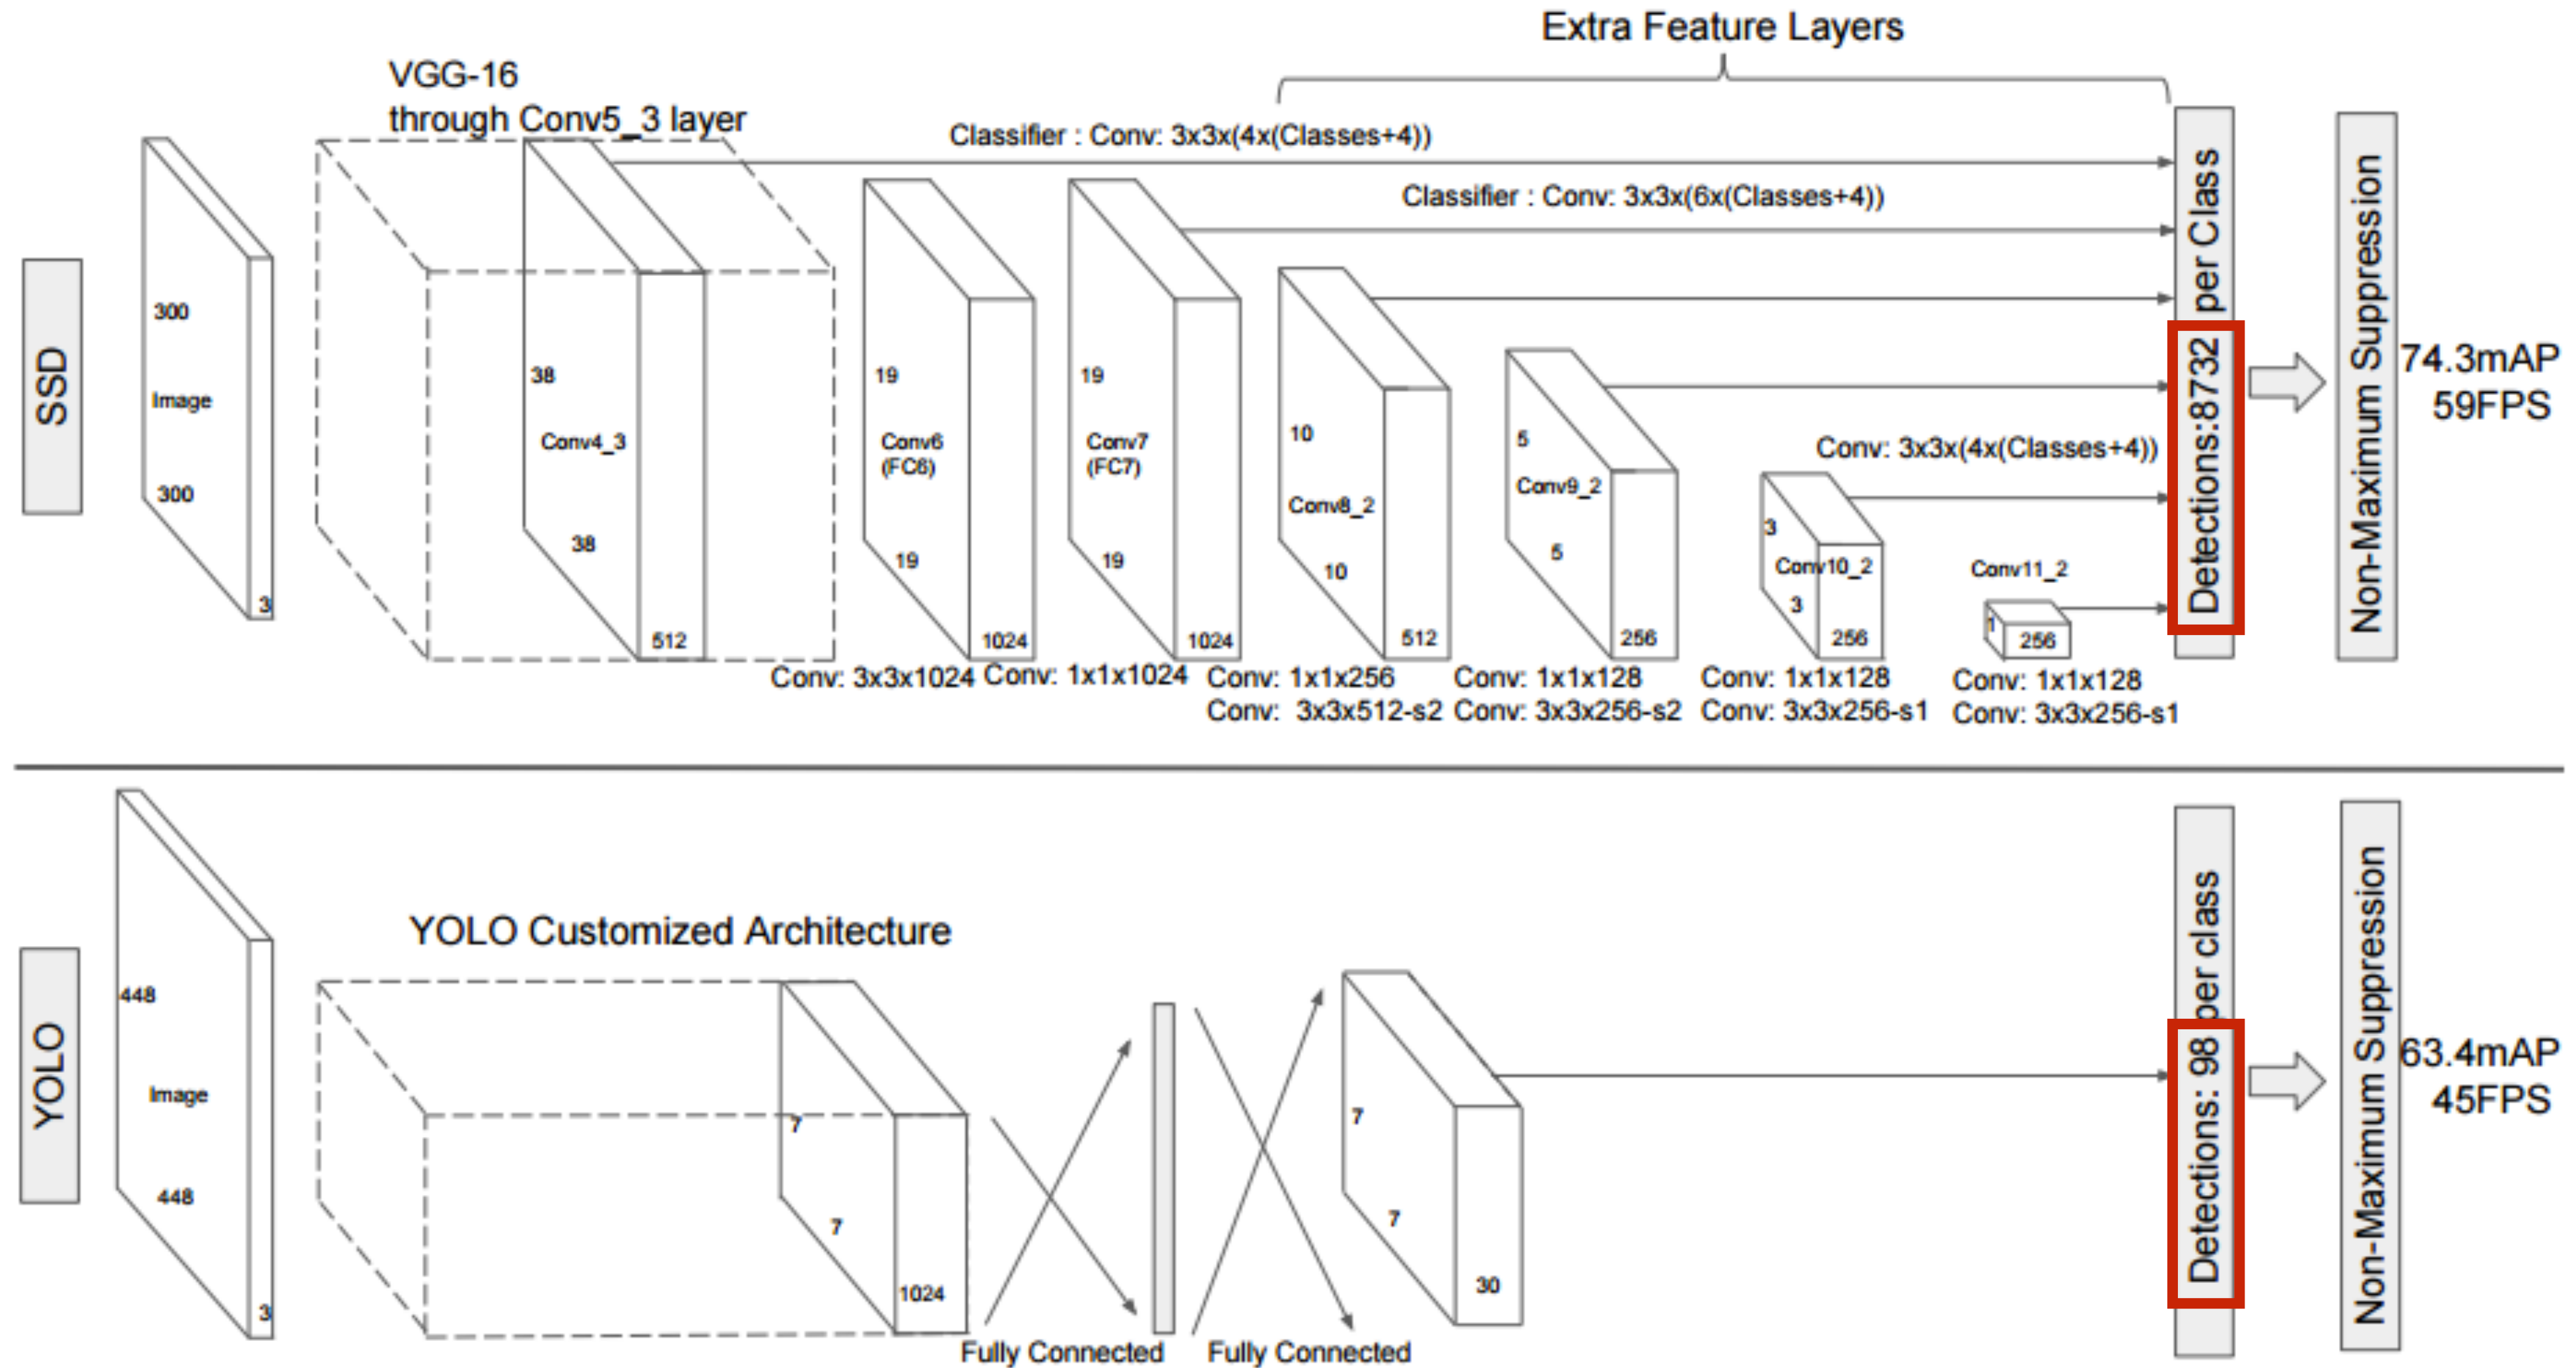 Extra Feature Layers
VGG-16
through Conv5_3 layer
Classifier : Conv: 3x3x(4x(Classes+4))
Classifier : Conv: 3x3x(6x(Classes+4))
SSD
300
Image
300
3
38
Conv4_3
38
512
19
Conv6
(FC6)
19
1024
19
Conv7
(FC7)
19
1024
10
Conv8_2
10
512
5
Conv9_2
5
256
Conv: 3x3x(4x(Classes+4))
3
Conv10_2
3
256
Conv11_2
1
256
Conv: 3x3x1024
Conv: 1x1x1024
Conv: 1x1x256
Conv: 3x3x512-s2
Conv: 1x1x128
Conv: 3x3x256-s2
Conv: 1x1x128
Conv: 3x3x256-s1
Conv: 1x1x128
Conv: 3x3x256-s1
Detections:8732 per Class
Non-Maximum Suppression
74.3mAP
59FPS
YOLO
448
Image
448
3
YOLO Customized Architecture
7
7
1024
Fully Connected
Fully Connected
7
7
30
Detections: 98 per class
Non-Maximum Suppression
63.4mAP
45FPS